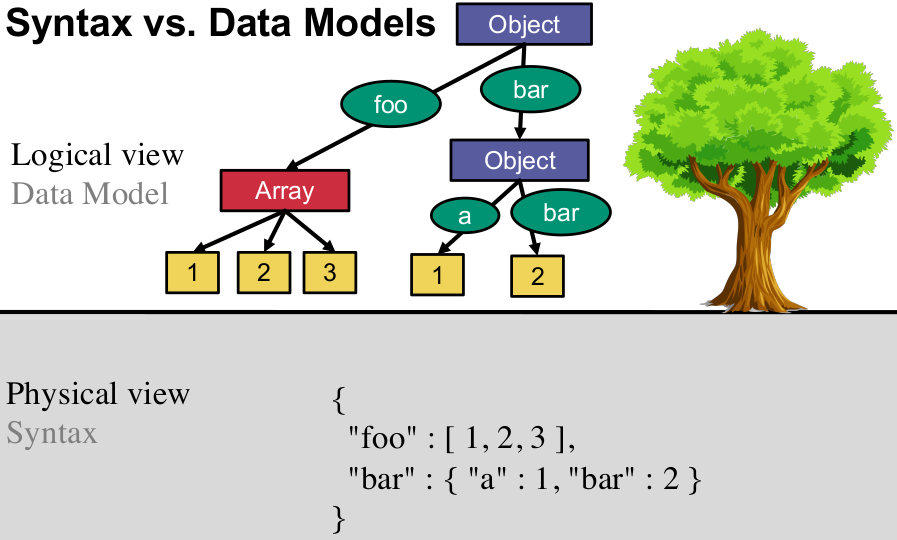 Syntax vs. Data Models
Object
foo
bar
Logical view
Data Model
Object
Array
a
bar
1
2
3
1
2
Physical view
Syntax
{
"foo" : [ 1, 2, 3 ],
"bar" : { "a" : 1, "bar" : 2 }
}